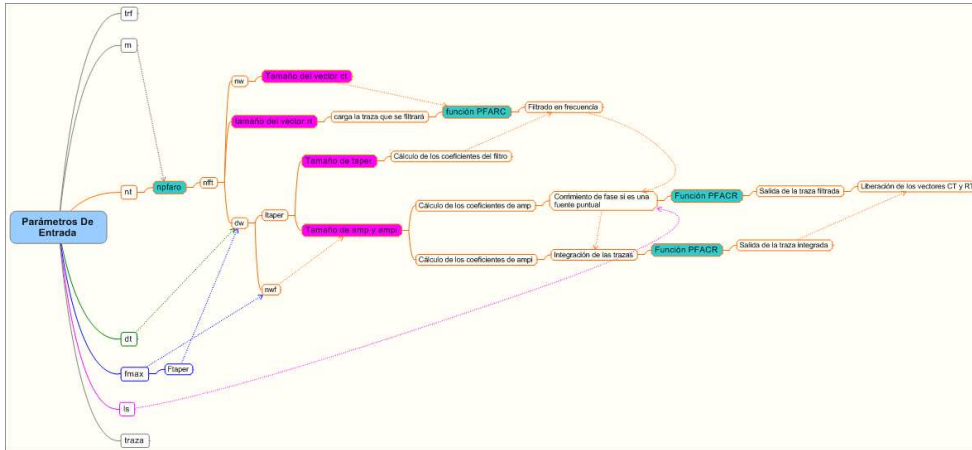 trf
m
nw
Tamaño del vector ct
tamaño del vector rt
carga la traza que se filtrará
función PFARC
Filtrado en frecuencia
Tamaño de taper
Cálculo de los coeficientes del filtro
nt
npfaro
nfft
ltaper
dw
Tamaño de amp y ampi
Cálculo de los coeficientes de amp
Corrimiento de fase si es una
fuente puntual
Función PFACR
Salida de la traza filtrada
Liberación de los vectores CT y RT
Parámetros De
Entrada
Cálculo de los coeficientes de ampi
Integración de las trazas
Función PFACR
Salida de la traza integrada
nwf
dt
fmax
Ftaper
ls
traza